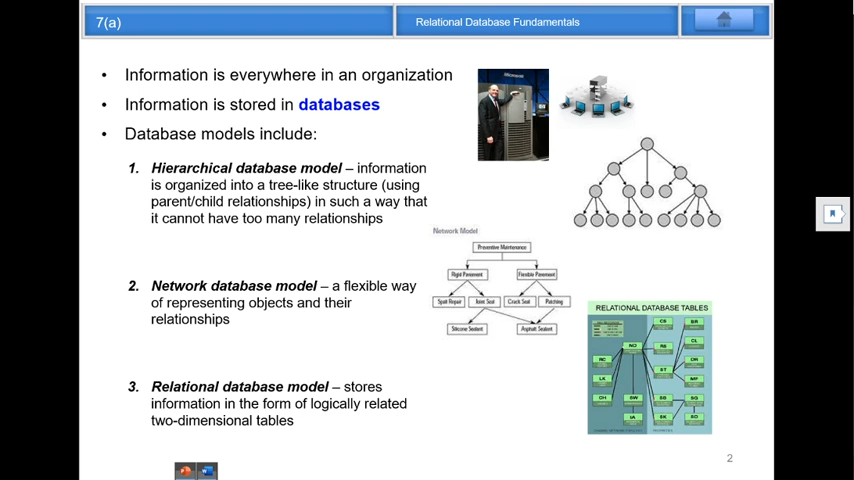 7(a)
Relational Database Fundamentals
• Information is everywhere in an organization
• Information is stored in databases
• Database models include:
1. Hierarchical database model – information
is organized into a tree-like structure (using
parent/child relationships) in such a way that
it cannot have too many relationships
Network Model
Preventive Maintenance
Rigid Pavement
Flexible Pavement
Spall Repair
Joint Seal
Crack Seal
Patching
Silicone Sealant
Asphalt Sealant
2. Network database model – a flexible way
of representing objects and their
relationships
RELATIONAL DATABASE TABLES
3. Relational database model – stores
information in the form of logically related
two-dimensional tables
2